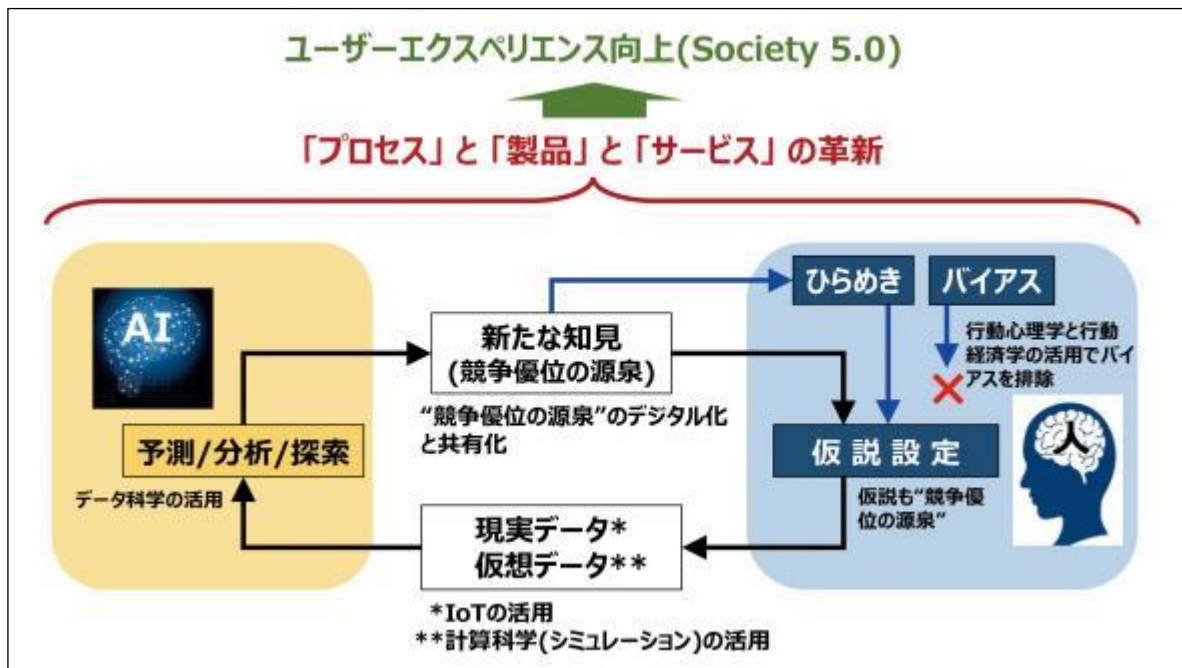 ユーザーエクスペリエンス向上(Society 5.0)
「プロセス」と「製品」と「サービス」の革新
AI
予測/分析/探索
データ科学の活用
新たな知見
(競争優位の源泉)
“競争優位の源泉”のデジタル化
と共有化
現実データ*
仮想データ**
*IoTの活用
**計算科学(シミュレーション)の活用
ひらめき
バイアス
行動心理学と行動
経済学の活用でバイ
アスを排除
仮説設定
仮説も“競争優
位の源泉”
人